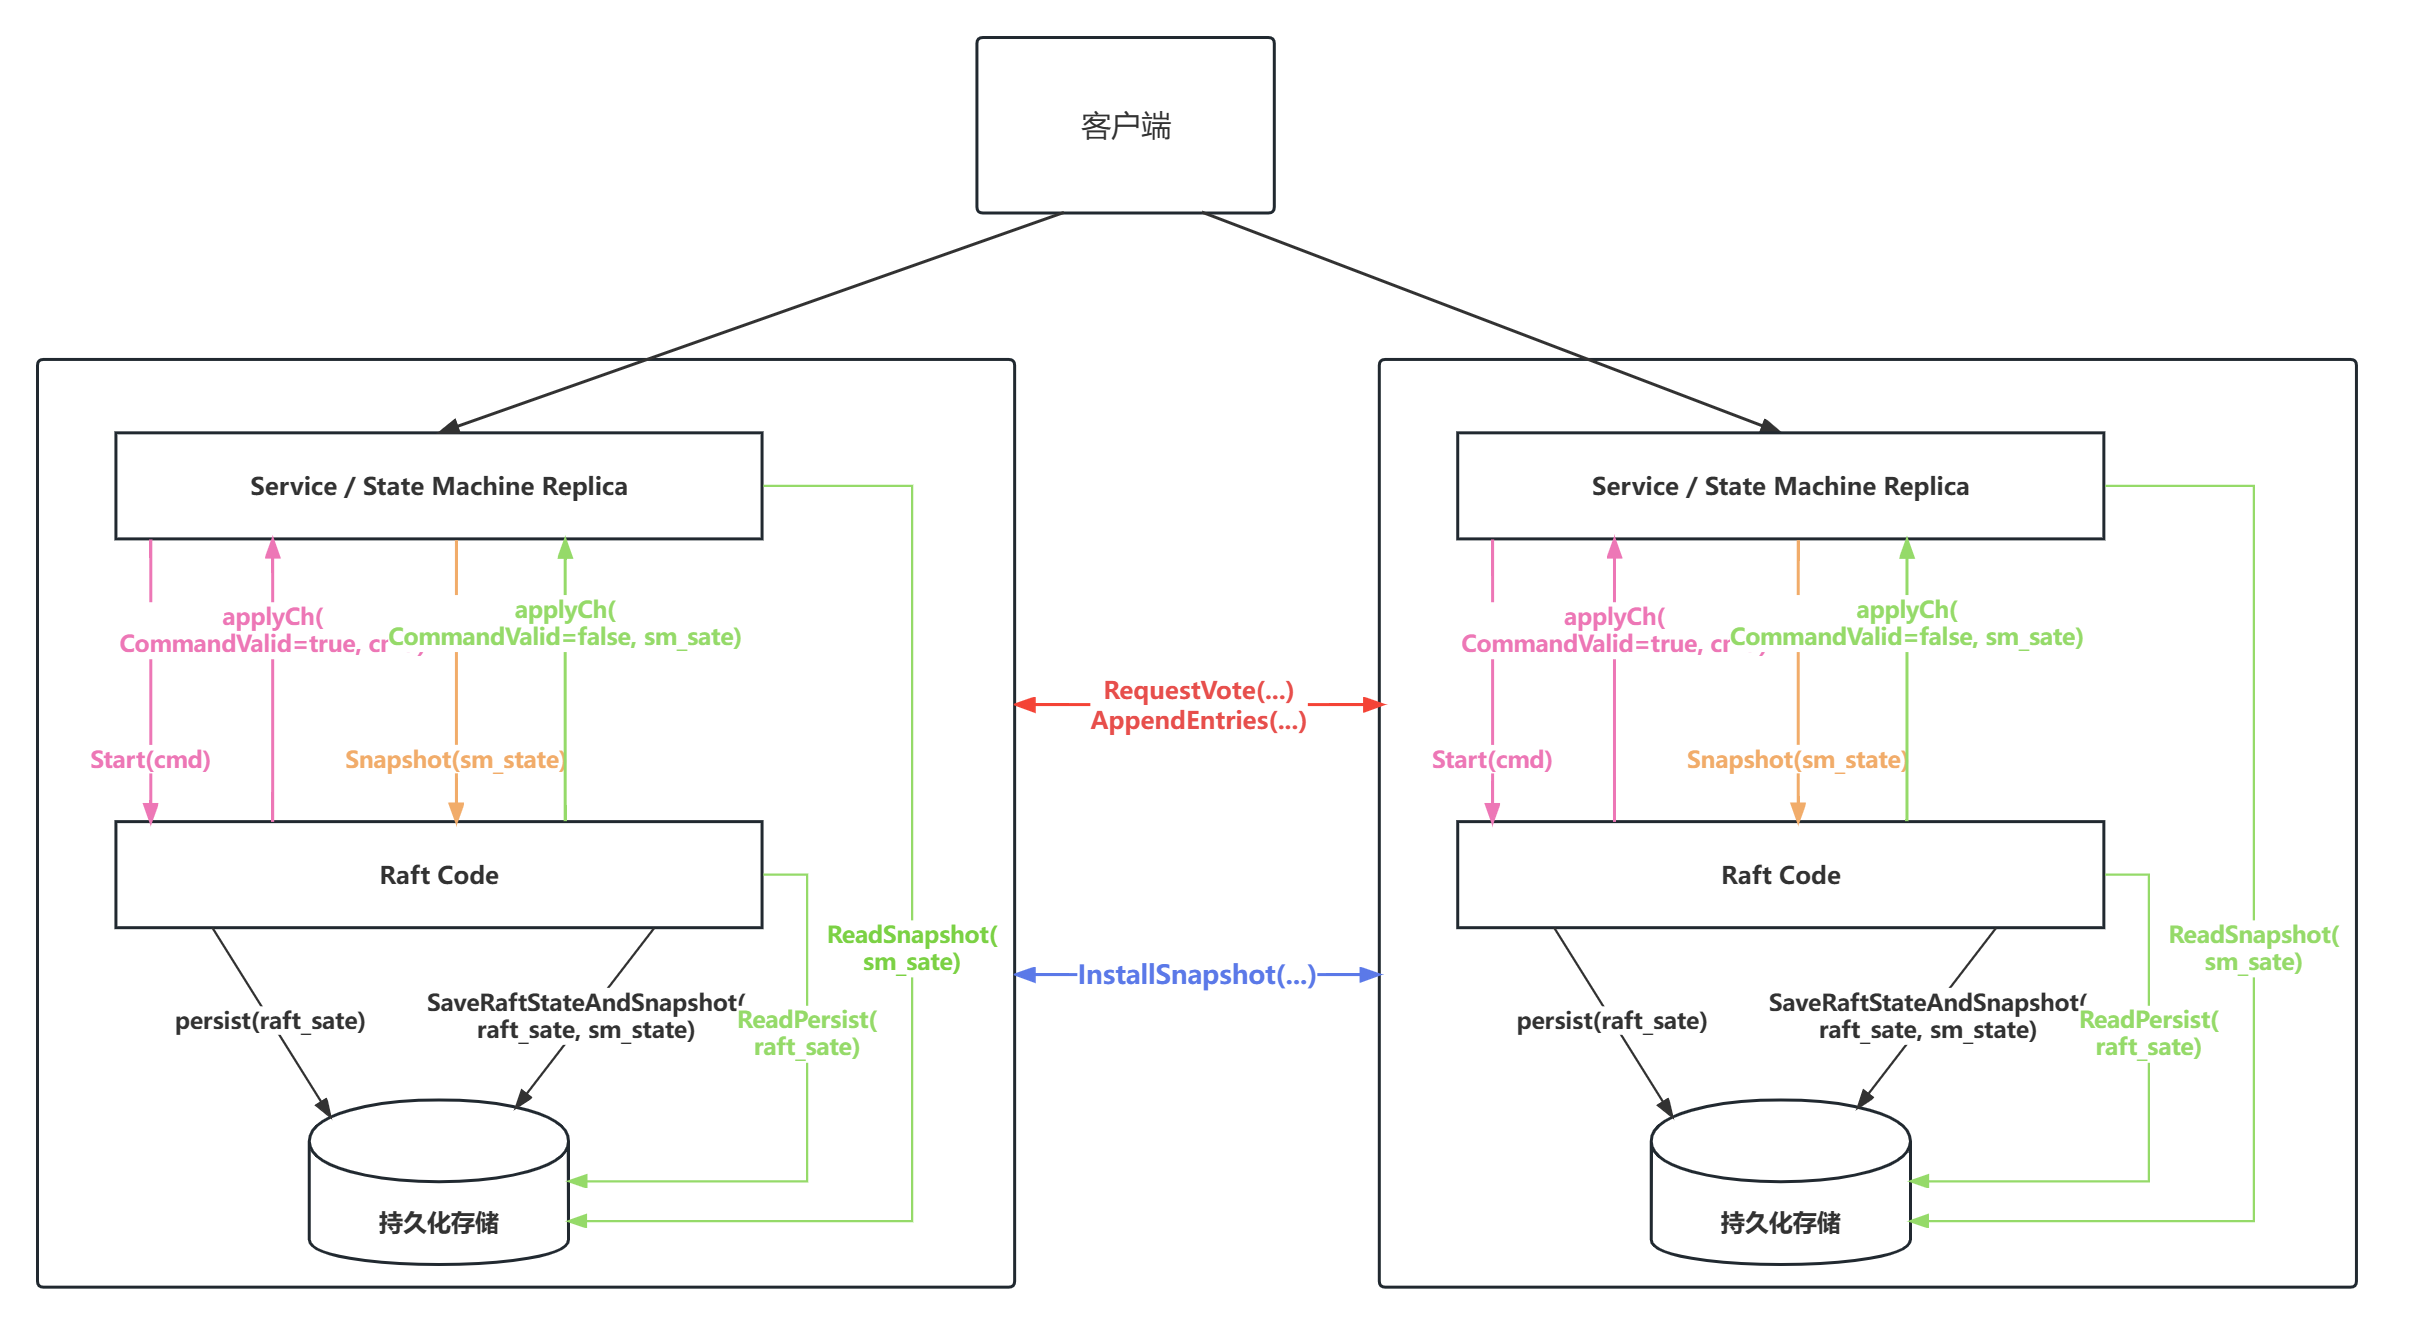 客户端
Service / State Machine Replica
applyCh(
CommandValid=true,
applyCh(
CommandValid=false, sm_sate)
Start(cmd)
Snapshot(sm_state)
Raft Code
ReadSnapshot(
sm_sate)
persist(raft_sate)
SaveRaftStateAndSnapshot(
raft_sate, sm_state)
ReadPersist(
raft_sate)
持久化存储
RequestVote(...)
AppendEntries(...)
InstallSnapshot(...)
Service / State Machine Replica
applyCh(
CommandValid=true,
applyCh(
CommandValid=false, sm_sate)
Start(cmd)
Snapshot(sm_state)
Raft Code
ReadSnapshot(
sm_sate)
persist(raft_sate)
SaveRaftStateAndSnapshot(
raft_sate, sm_state)
ReadPersist(
raft_sate)
持久化存储